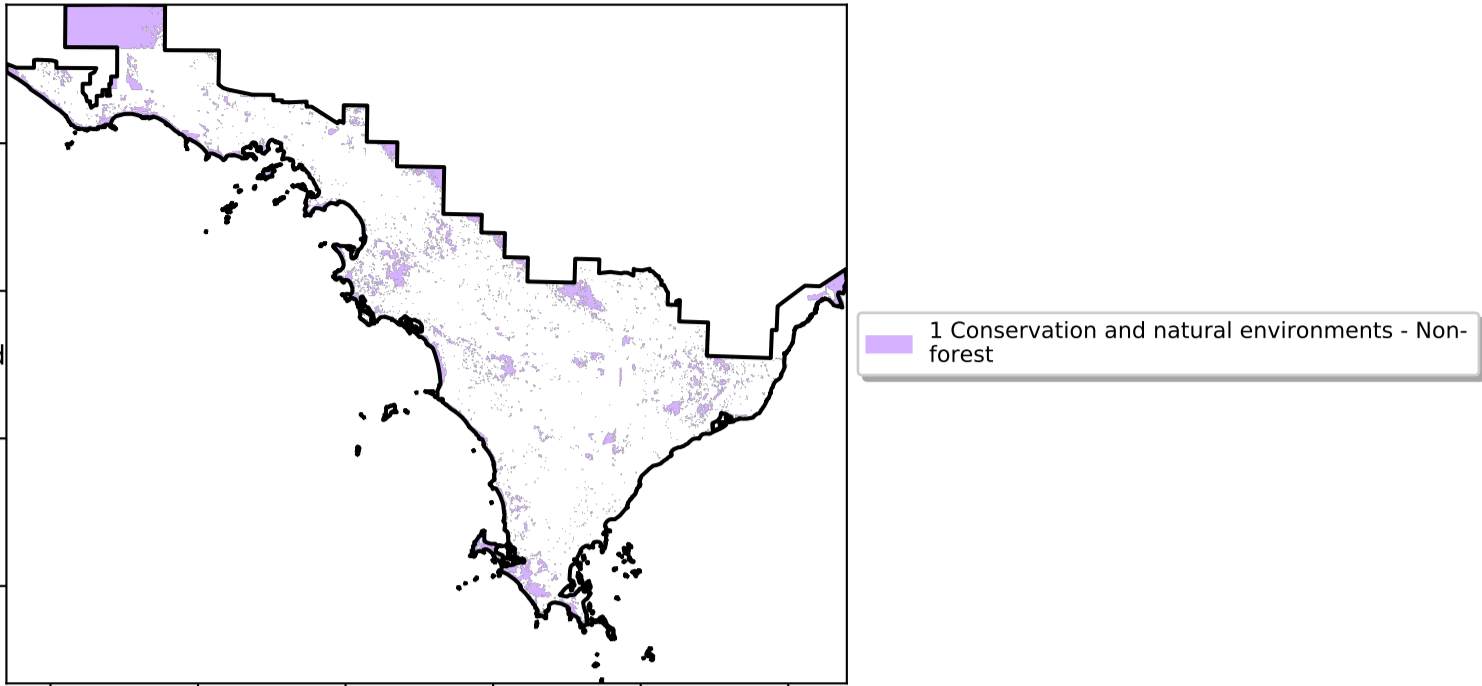 1 Conservation and natural environments - Non-
forest